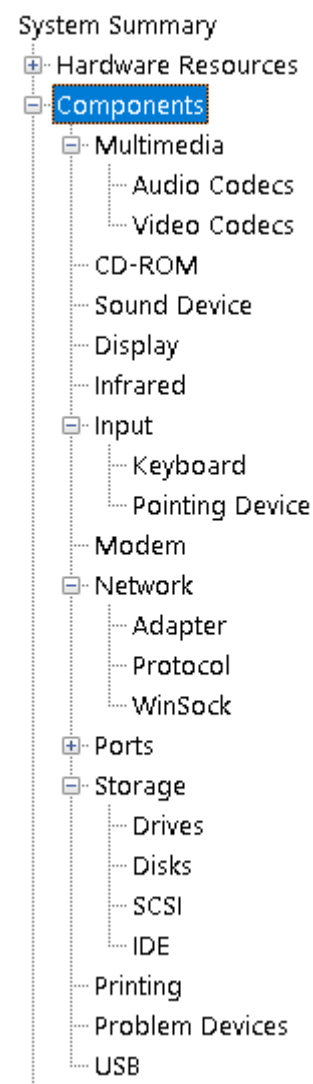 System Summary
Hardware Resources
Components
Multimedia
Audio Codecs
Video Codecs
CD-ROM
Sound Device
Display
Infrared
Input
Keyboard
Pointing Device
Modem
Network
Adapter
Protocol
WinSock
Ports
Storage
Drives
Disks
SCSI
IDE
Printing
Problem Devices
USB